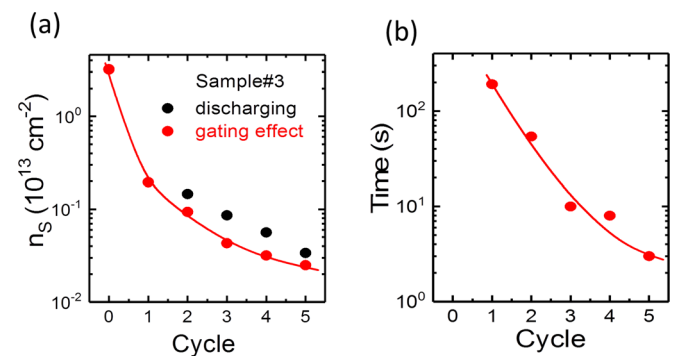 (a)
(b)
Sample#3
discharging
gating effect
n_S (10^13 cm^-2)
10^0
10^-1
10^-2
0 1 2 3 4 5
Cycle
Time (s)
10^2
10^1
10^0
0 1 2 3 4 5
Cycle